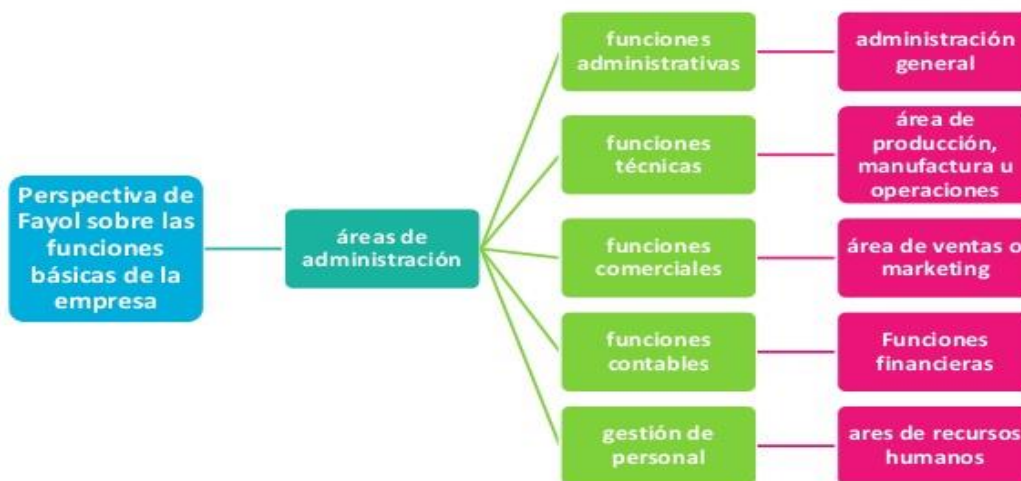 Perspectiva de
Fayol sobre las
funciones
básicas de la
empresa
áreas de
administración
funciones
administrativas
administración
general
funciones
técnicas
área de
producción,
manufactura u
operaciones
funciones
comerciales
área de ventas o
marketing
funciones
contables
Funciones
financieras
gestión de
personal
ares de recursos
humanos